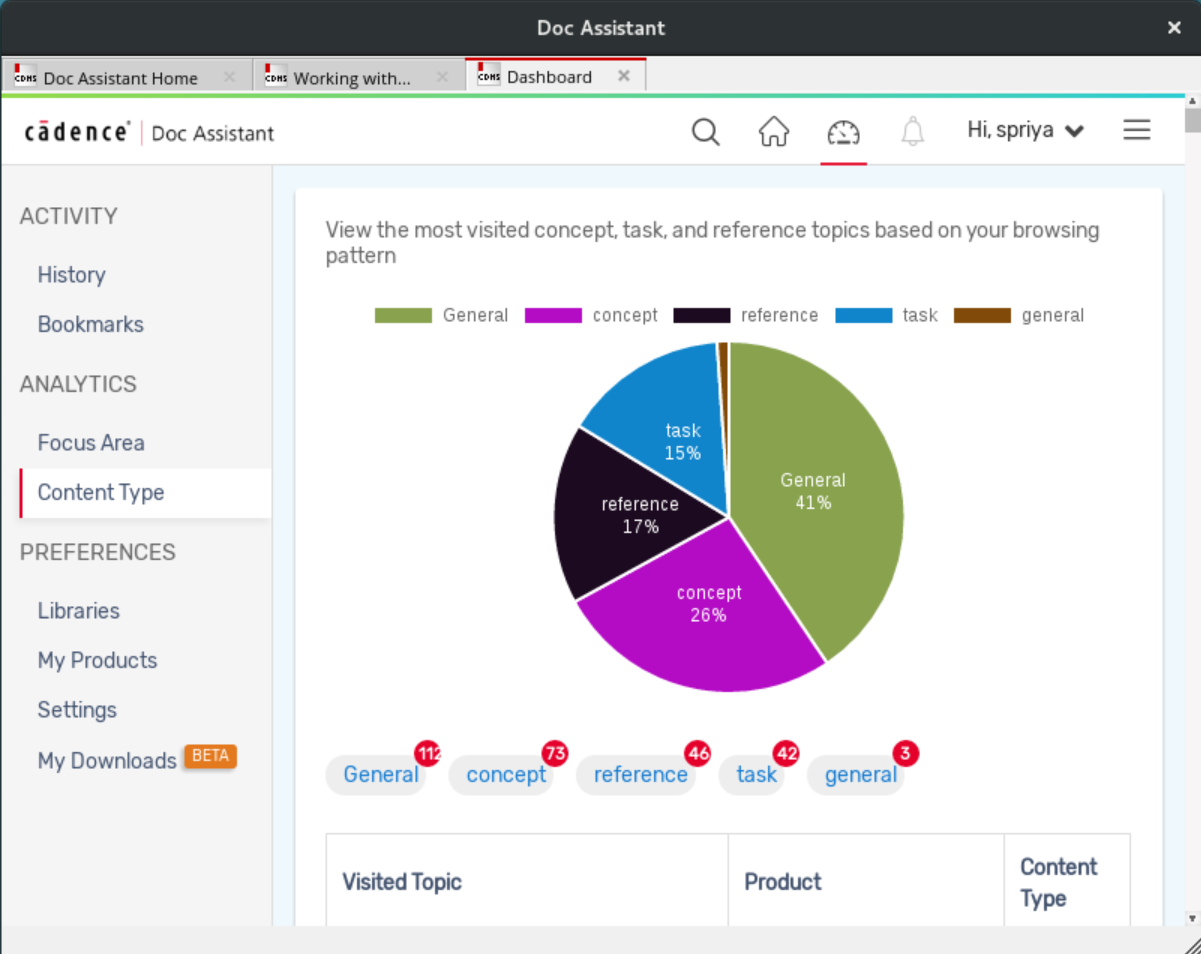 Doc Assistant
CDNS Doc Assistant Home
CDNS Working with...
CDNS Dashboard
cādence® Doc Assistant
Hi, spriya
ACTIVITY
History
Bookmarks
ANALYTICS
Focus Area
Content Type
PREFERENCES
Libraries
My Products
Settings
My Downloads BETA
View the most visited concept, task, and reference topics based on your browsing
pattern
General concept reference task general
task
15%
General
41%
reference
17%
concept
26%
General 112
concept 73
reference 46
task 42
general 3
Visited Topic
Product
Content
Type